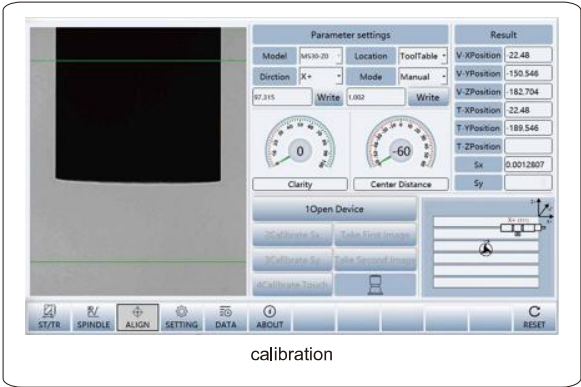 Parameter settings
Result
Model MS30-Z0 Location ToolTable
V-XPosition -22.48
Dirction X+ Mode Manual
V-YPosition -150.546
97.315 Write 1.002 Write
V-ZPosition -182.704
T-XPosition -22.48
T-YPosition -189.546
T-ZPosition
Sx 0.0012807
Sy
0
-60
Clarity
Center Distance
1Open Device
2Calibrate Sx Take First Image
3Calibrate Sy Take Second Image
4Calibrate Touch
ST/TR SPINDLE ALIGN SETTING DATA ABOUT RESET
calibration